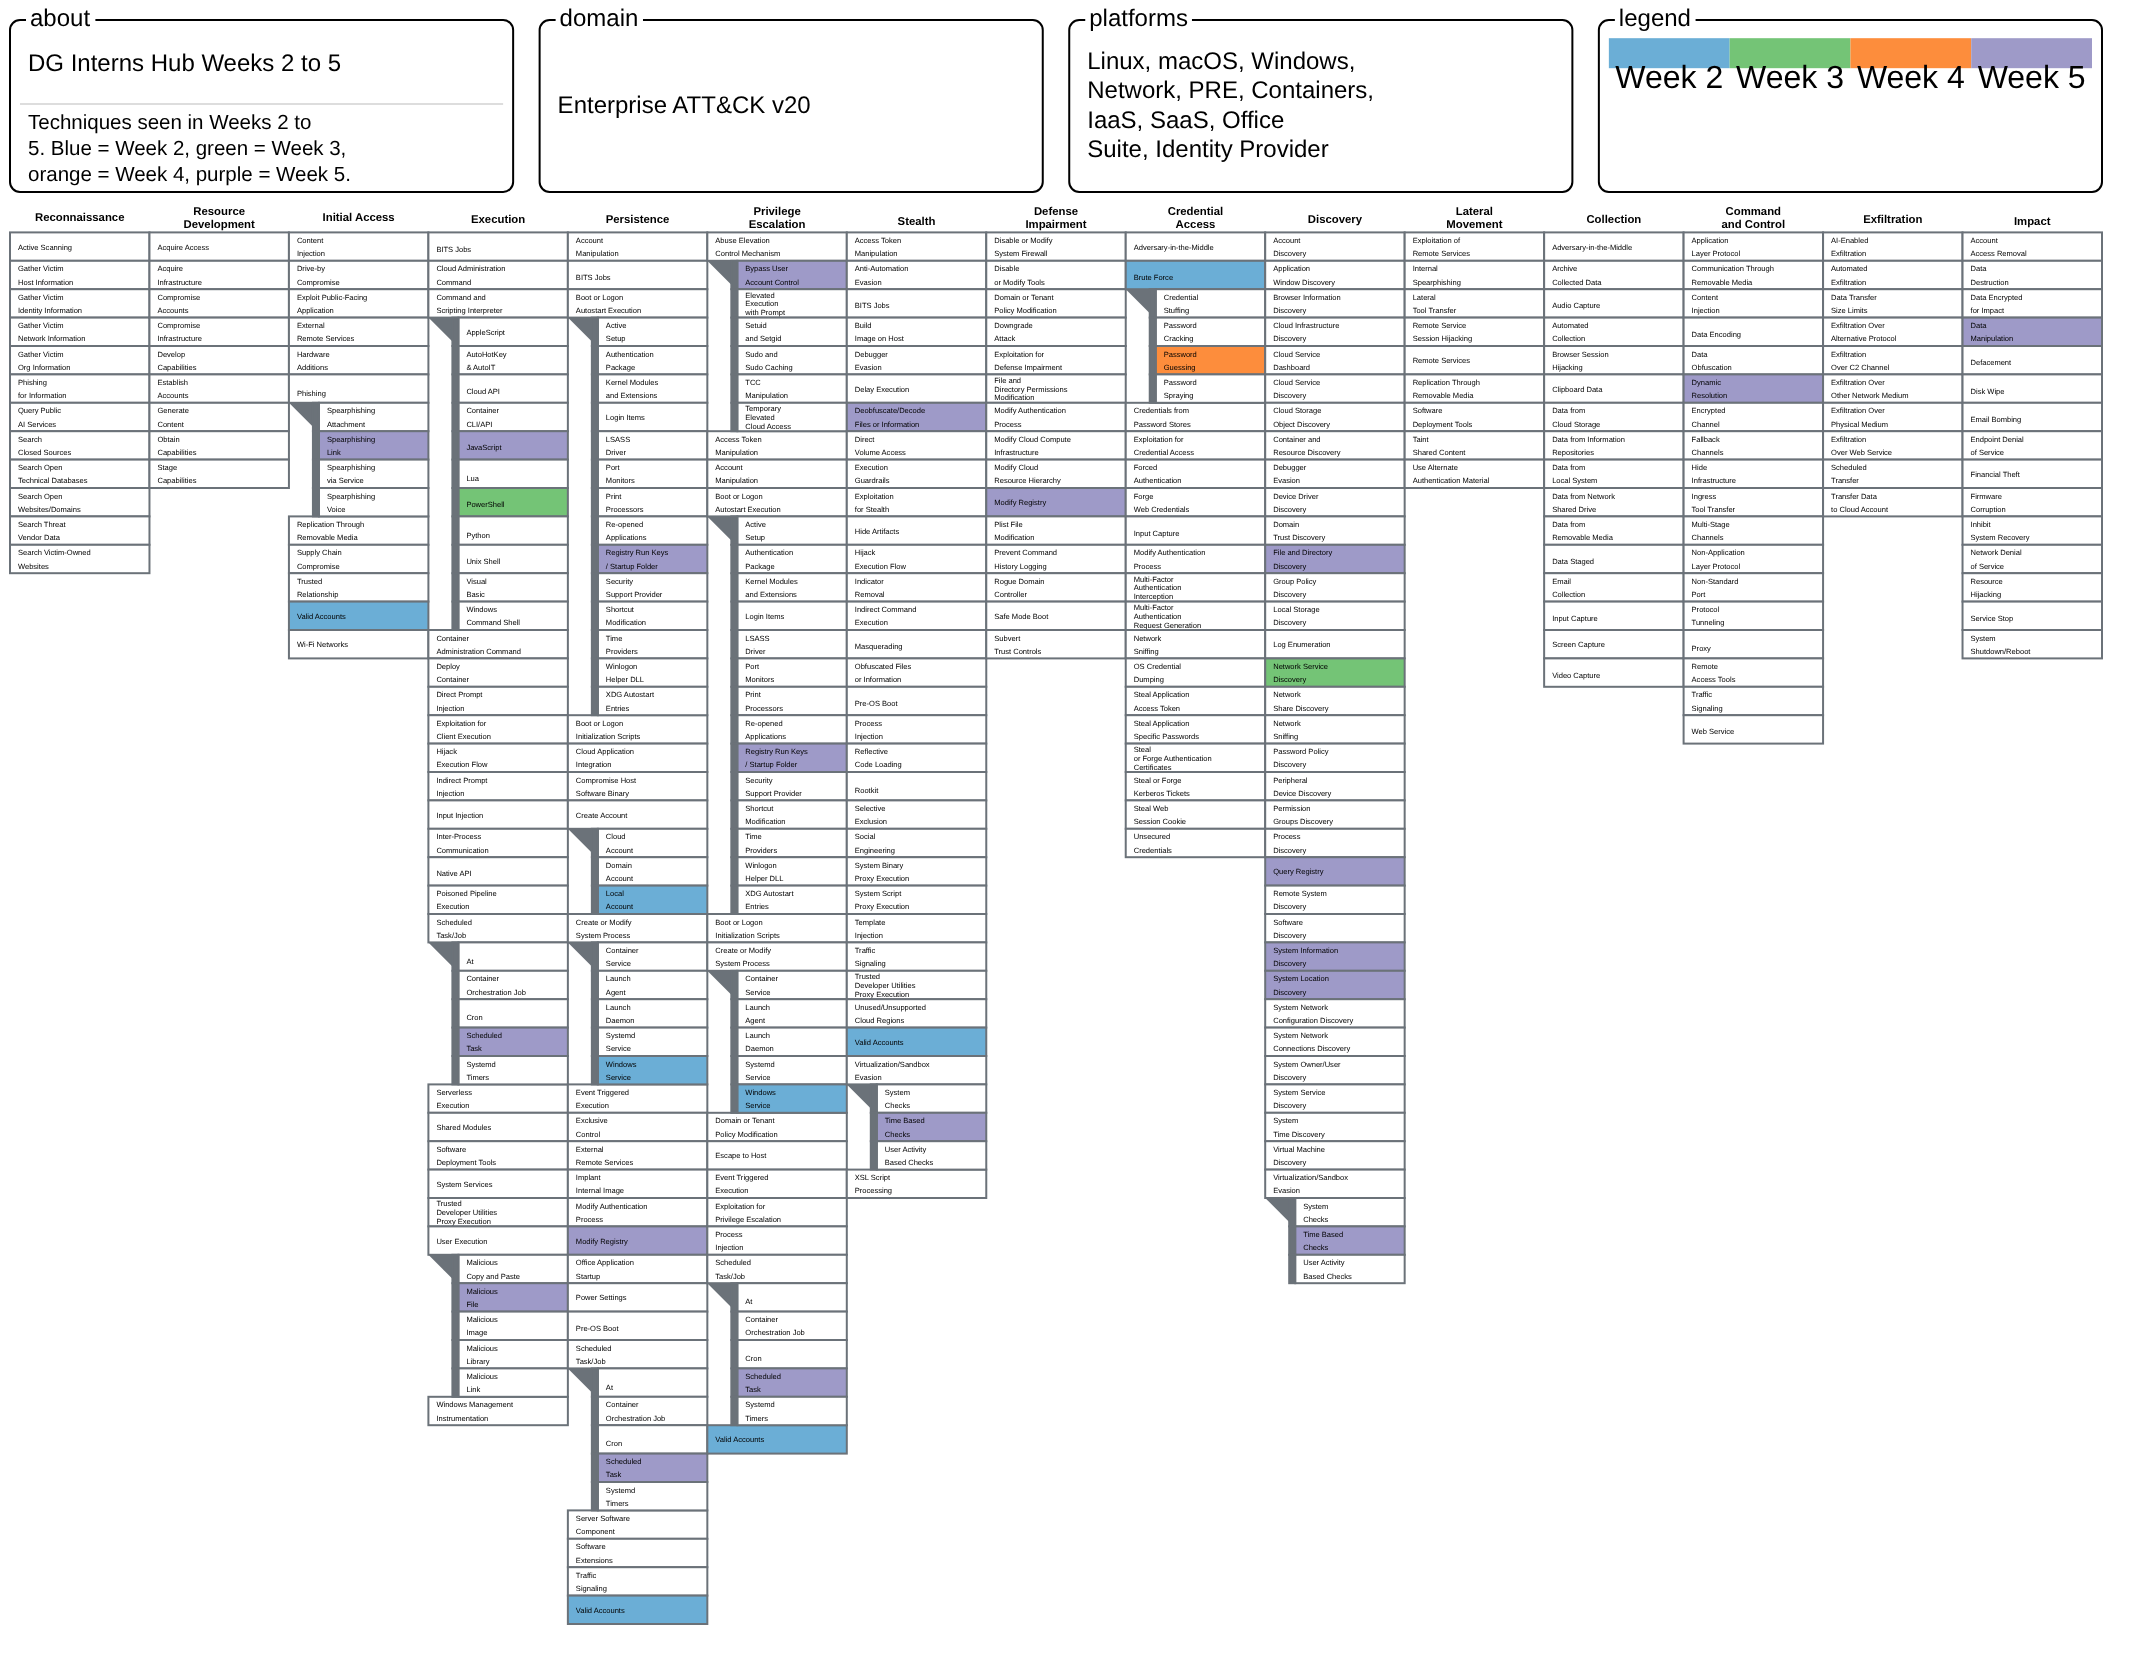 about
DG Interns Hub Weeks 2 to 5
Techniques seen in Weeks 2 to
5. Blue = Week 2, green = Week 3,
orange = Week 4, purple = Week 5.
domain
Enterprise ATT&CK v20
platforms
Linux, macOS, Windows,
Network, PRE, Containers,
IaaS, SaaS, Office
Suite, Identity Provider
legend
Week 2 Week 3 Week 4 Week 5
Reconnaissance
Active Scanning
Gather Victim
Host Information
Gather Victim
Identity Information
Gather Victim
Network Information
Gather Victim
Org Information
Phishing
for Information
Query Public
AI Services
Search
Closed Sources
Search Open
Technical Databases
Search Open
Websites/Domains
Search Threat
Vendor Data
Search Victim-Owned
Websites
Resource
Development
Acquire Access
Acquire
Infrastructure
Compromise
Accounts
Compromise
Infrastructure
Develop
Capabilities
Establish
Accounts
Generate
Content
Obtain
Capabilities
Stage
Capabilities
Initial Access
Content
Injection
Drive-by
Compromise
Exploit Public-Facing
Application
External
Remote Services
Hardware
Additions
Phishing
Spearphishing
Attachment
Spearphishing
Link
Spearphishing
via Service
Spearphishing
Voice
Replication Through
Removable Media
Supply Chain
Compromise
Trusted
Relationship
Valid Accounts
Wi-Fi Networks
Execution
BITS Jobs
Cloud Administration
Command
Command and
Scripting Interpreter
AppleScript
AutoHotKey
& AutoIT
Cloud API
Container
CLI/API
JavaScript
Lua
PowerShell
Python
Unix Shell
Visual
Basic
Windows
Command Shell
Container
Administration Command
Deploy
Container
Direct Prompt
Injection
Exploitation for
Client Execution
Hijack
Execution Flow
Indirect Prompt
Injection
Input Injection
Inter-Process
Communication
Native API
Poisoned Pipeline
Execution
Scheduled
Task/Job
At
Container
Orchestration Job
Cron
Scheduled
Task
Systemd
Timers
Serverless
Execution
Shared Modules
Software
Deployment Tools
System Services
Trusted
Developer Utilities
Proxy Execution
User Execution
Malicious
Copy and Paste
Malicious
File
Malicious
Image
Malicious
Library
Malicious
Link
Windows Management
Instrumentation
Persistence
Account
Manipulation
BITS Jobs
Boot or Logon
Autostart Execution
Active
Setup
Authentication
Package
Kernel Modules
and Extensions
Login Items
LSASS
Driver
Port
Monitors
Print
Processors
Re-opened
Applications
Registry Run Keys
/ Startup Folder
Security
Support Provider
Shortcut
Modification
Time
Providers
Winlogon
Helper DLL
XDG Autostart
Entries
Boot or Logon
Initialization Scripts
Cloud Application
Integration
Compromise Host
Software Binary
Create Account
Cloud
Account
Domain
Account
Local
Account
Create or Modify
System Process
Container
Service
Launch
Agent
Launch
Daemon
Systemd
Service
Windows
Service
Event Triggered
Execution
Exclusive
Control
External
Remote Services
Implant
Internal Image
Modify Authentication
Process
Modify Registry
Office Application
Startup
Power Settings
Pre-OS Boot
Scheduled
Task/Job
At
Container
Orchestration Job
Cron
Scheduled
Task
Systemd
Timers
Server Software
Component
Software
Extensions
Traffic
Signaling
Valid Accounts
Privilege
Escalation
Abuse Elevation
Control Mechanism
Bypass User
Account Control
Elevated
Execution
with Prompt
Setuid
and Setgid
Sudo and
Sudo Caching
TCC
Manipulation
Temporary
Elevated
Cloud Access
Access Token
Manipulation
Account
Manipulation
Boot or Logon
Autostart Execution
Active
Setup
Authentication
Package
Kernel Modules
and Extensions
Login Items
LSASS
Driver
Port
Monitors
Print
Processors
Re-opened
Applications
Registry Run Keys
/ Startup Folder
Security
Support Provider
Shortcut
Modification
Time
Providers
Winlogon
Helper DLL
XDG Autostart
Entries
Boot or Logon
Initialization Scripts
Create or Modify
System Process
Container
Service
Launch
Agent
Launch
Daemon
Systemd
Service
Windows
Service
Domain or Tenant
Policy Modification
Escape to Host
Event Triggered
Execution
Exploitation for
Privilege Escalation
Process
Injection
Scheduled
Task/Job
At
Container
Orchestration Job
Cron
Scheduled
Task
Systemd
Timers
Valid Accounts
Stealth
Access Token
Manipulation
Anti-Automation
Evasion
BITS Jobs
Build
Image on Host
Debugger
Evasion
Delay Execution
Deobfuscate/Decode
Files or Information
Direct
Volume Access
Execution
Guardrails
Exploitation
for Stealth
Hide Artifacts
Hijack
Execution Flow
Indicator
Removal
Indirect Command
Execution
Masquerading
Obfuscated Files
or Information
Pre-OS Boot
Process
Injection
Reflective
Code Loading
Rootkit
Selective
Exclusion
Social
Engineering
System Binary
Proxy Execution
System Script
Proxy Execution
Template
Injection
Traffic
Signaling
Trusted
Developer Utilities
Proxy Execution
Unused/Unsupported
Cloud Regions
Valid Accounts
Virtualization/Sandbox
Evasion
System
Checks
Time Based
Checks
User Activity
Based Checks
XSL Script
Processing
Defense
Impairment
Disable or Modify
System Firewall
Disable
or Modify Tools
Domain or Tenant
Policy Modification
Downgrade
Attack
Exploitation for
Defense Impairment
File and
Directory Permissions
Modification
Modify Authentication
Process
Modify Cloud Compute
Infrastructure
Modify Cloud
Resource Hierarchy
Modify Registry
Plist File
Modification
Prevent Command
History Logging
Rogue Domain
Controller
Safe Mode Boot
Subvert
Trust Controls
Credential
Access
Adversary-in-the-Middle
Brute Force
Credential
Stuffing
Password
Cracking
Password
Guessing
Password
Spraying
Credentials from
Password Stores
Exploitation for
Credential Access
Forced
Authentication
Forge
Web Credentials
Input Capture
Modify Authentication
Process
Multi-Factor
Authentication
Interception
Multi-Factor
Authentication
Request Generation
Network
Sniffing
OS Credential
Dumping
Steal Application
Access Token
Steal Application
Specific Passwords
Steal
or Forge Authentication
Certificates
Steal or Forge
Kerberos Tickets
Steal Web
Session Cookie
Unsecured
Credentials
Discovery
Account
Discovery
Application
Window Discovery
Browser Information
Discovery
Cloud Infrastructure
Discovery
Cloud Service
Dashboard
Cloud Service
Discovery
Cloud Storage
Object Discovery
Container and
Resource Discovery
Debugger
Evasion
Device Driver
Discovery
Domain
Trust Discovery
File and Directory
Discovery
Group Policy
Discovery
Local Storage
Discovery
Log Enumeration
Network Service
Discovery
Network
Share Discovery
Network
Sniffing
Password Policy
Discovery
Peripheral
Device Discovery
Permission
Groups Discovery
Process
Discovery
Query Registry
Remote System
Discovery
Software
Discovery
System Information
Discovery
System Location
Discovery
System Network
Configuration Discovery
System Network
Connections Discovery
System Owner/User
Discovery
System Service
Discovery
System
Time Discovery
Virtual Machine
Discovery
Virtualization/Sandbox
Evasion
System
Checks
Time Based
Checks
User Activity
Based Checks
Lateral
Movement
Exploitation of
Remote Services
Internal
Spearphishing
Lateral
Tool Transfer
Remote Service
Session Hijacking
Remote Services
Replication Through
Removable Media
Software
Deployment Tools
Taint
Shared Content
Use Alternate
Authentication Material
Collection
Adversary-in-the-Middle
Archive
Collected Data
Audio Capture
Automated
Collection
Browser Session
Hijacking
Clipboard Data
Data from
Cloud Storage
Data from Information
Repositories
Data from
Local System
Data from Network
Shared Drive
Data from
Removable Media
Data Staged
Email
Collection
Input Capture
Screen Capture
Video Capture
Command
and Control
Application
Layer Protocol
Communication Through
Removable Media
Content
Injection
Data Encoding
Data
Obfuscation
Dynamic
Resolution
Encrypted
Channel
Fallback
Channels
Hide
Infrastructure
Ingress
Tool Transfer
Multi-Stage
Channels
Non-Application
Layer Protocol
Non-Standard
Port
Protocol
Tunneling
Proxy
Remote
Access Tools
Traffic
Signaling
Web Service
Exfiltration
AI-Enabled
Exfiltration
Automated
Exfiltration
Data Transfer
Size Limits
Exfiltration Over
Alternative Protocol
Exfiltration
Over C2 Channel
Exfiltration Over
Other Network Medium
Exfiltration Over
Physical Medium
Exfiltration
Over Web Service
Scheduled
Transfer
Transfer Data
to Cloud Account
Impact
Account
Access Removal
Data
Destruction
Data Encrypted
for Impact
Data
Manipulation
Defacement
Disk Wipe
Email Bombing
Endpoint Denial
of Service
Financial Theft
Firmware
Corruption
Inhibit
System Recovery
Network Denial
of Service
Resource
Hijacking
Service Stop
System
Shutdown/Reboot